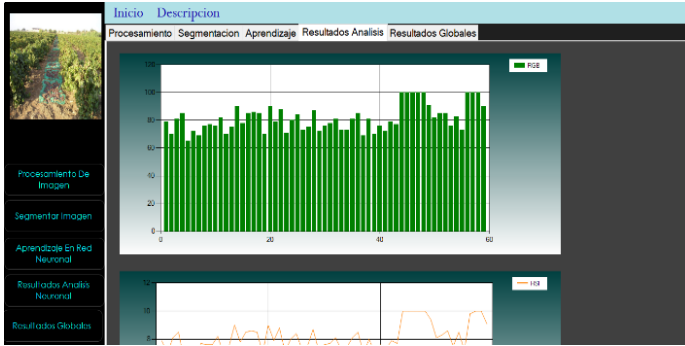 Inicio Descripcion
Procesamiento Segmentacion Aprendizaje Resultados Analisis Resultados Globales
Procesamiento De
Imagen
Segmentar Imagen
Aprendizaje En Red
Neuronal
Resultados Analisis
Neuronal
Resultados Globales
120
100
80
60
40
20
0
0 20 40 60
RGB
12
10
8
HSI